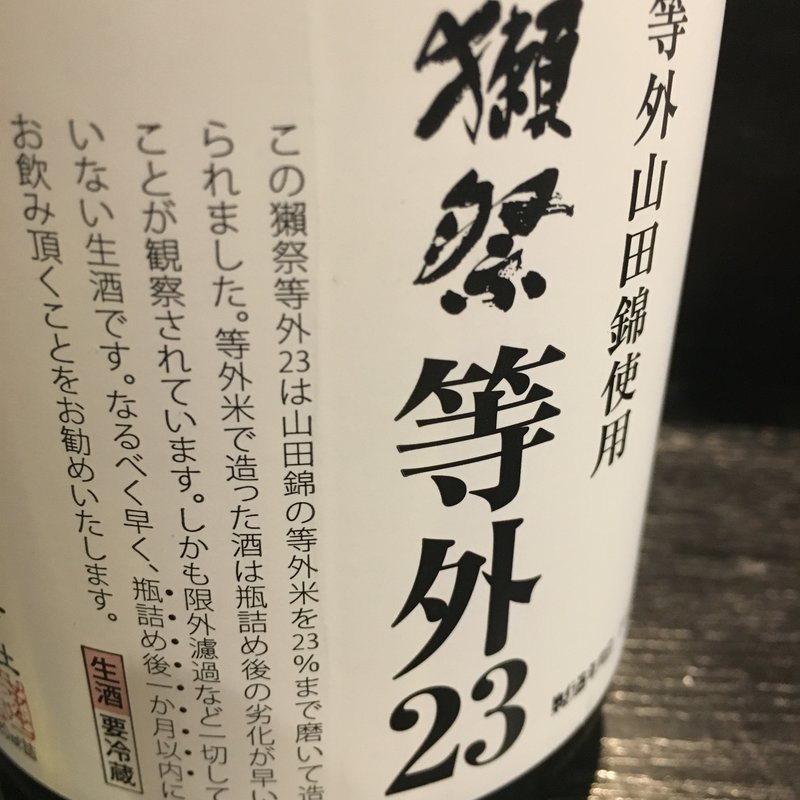 等外山田錦使用
獺祭 等外23
この獺祭等外23は山田錦の等外米を23%まで磨いて造
られました。等外米で造った酒は瓶詰め後の劣化が早い
ことが観察されています。しかも限外濾過など一切して
いない生酒です。なるべく早く、瓶詰め後一か月以内に
お飲み頂くことをお勧めいたします。
生酒 要冷蔵